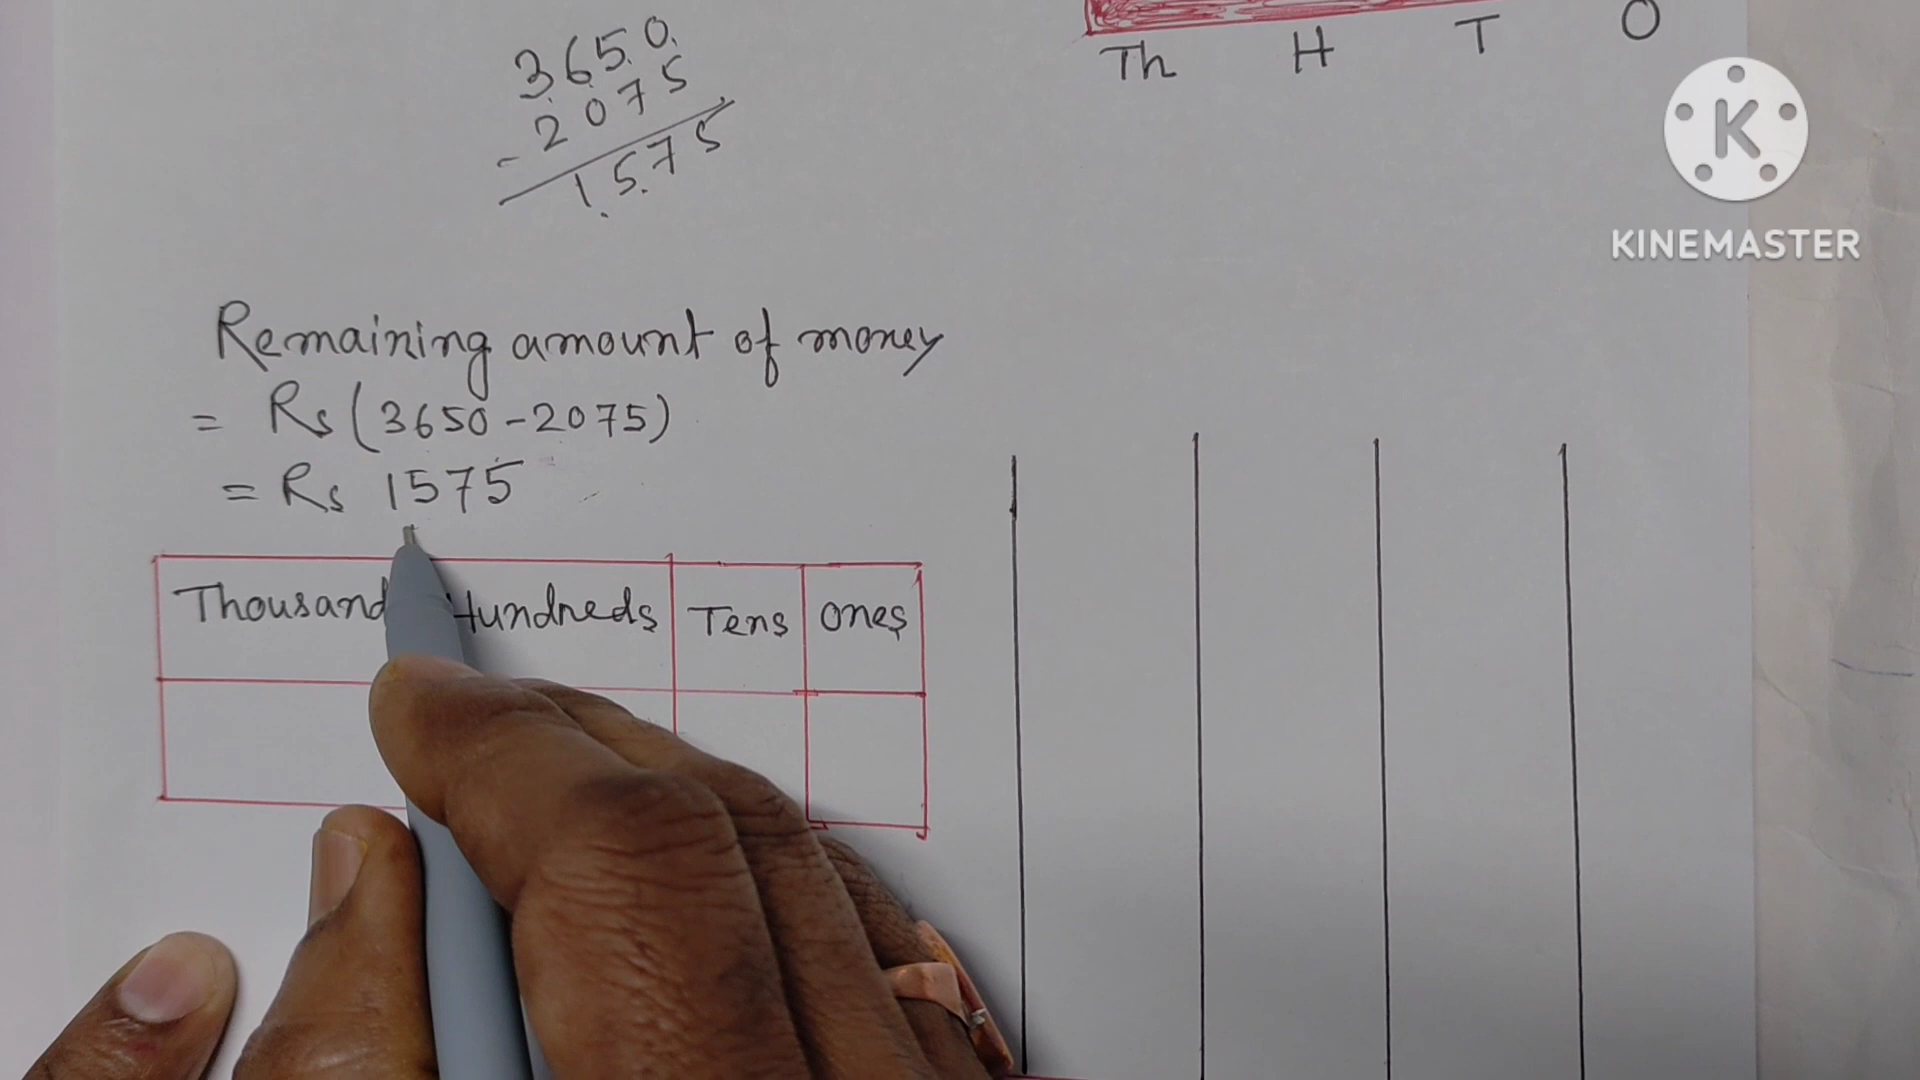 3650
- 2075
1575
Th H T O
K
KINEMASTER
Remaining amount of money
= Rs (3650-2075)
= Rs 1575
Thousand Hundreds Tens ones